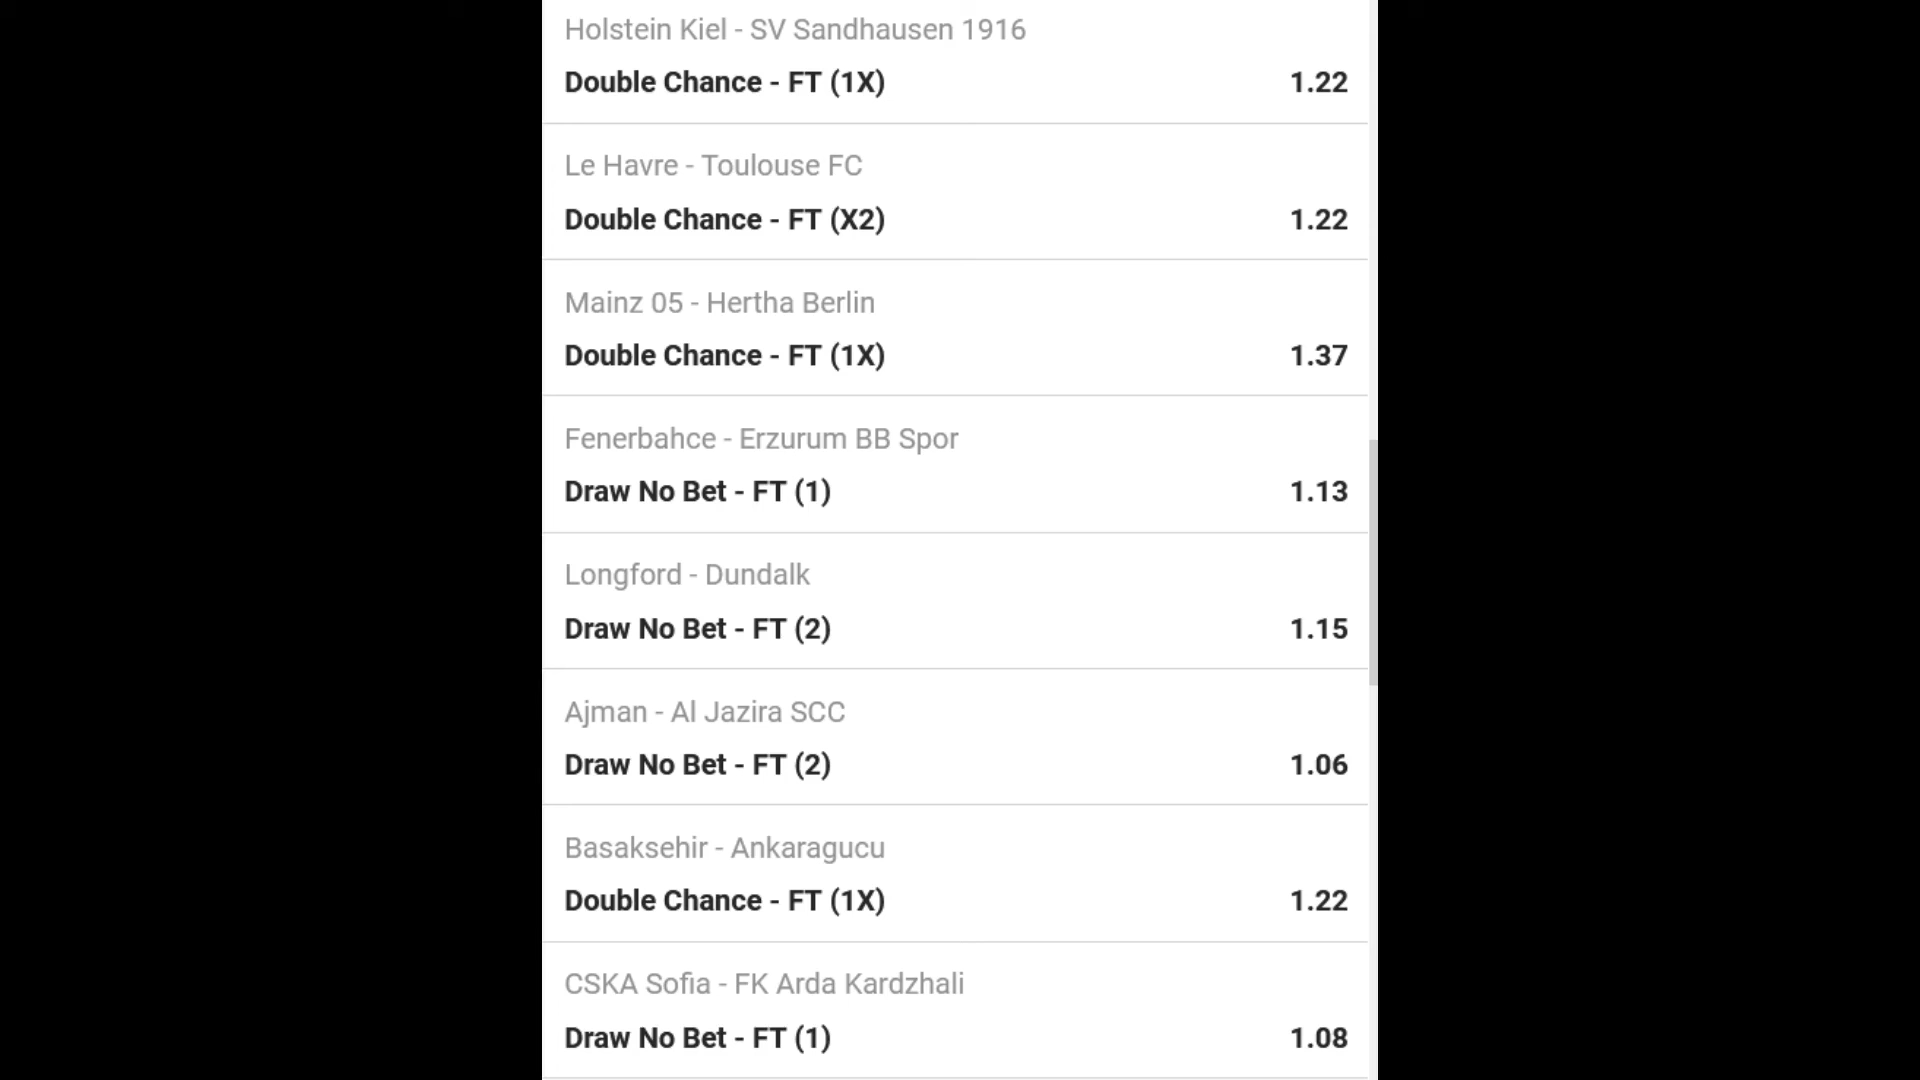 Holstein Kiel - SV Sandhausen 1916
Double Chance - FT (1X) 1.22
Le Havre - Toulouse FC
Double Chance - FT (X2) 1.22
Mainz 05 - Hertha Berlin
Double Chance - FT (1X) 1.37
Fenerbahce - Erzurum BB Spor
Draw No Bet - FT (1) 1.13
Longford - Dundalk
Draw No Bet - FT (2) 1.15
Ajman - Al Jazira SCC
Draw No Bet - FT (2) 1.06
Basaksehir - Ankaragucu
Double Chance - FT (1X) 1.22
CSKA Sofia - FK Arda Kardzhali
Draw No Bet - FT (1) 1.08